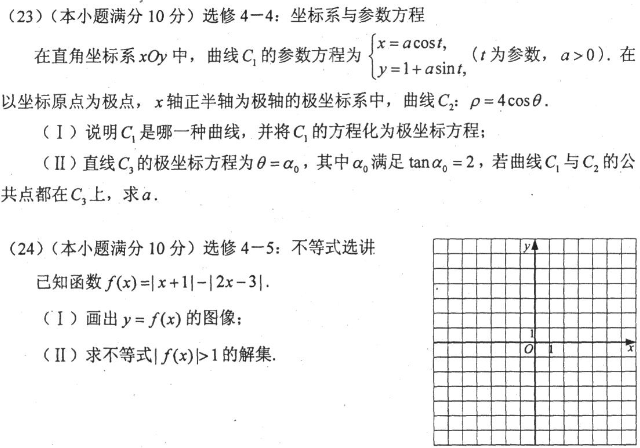 (23)(本小题满分 10 分)选修 4—4：坐标系与参数方程
在直角坐标系 xOy 中，曲线 C₁ 的参数方程为 { x = a cos t, y = 1 + a sin t, (t 为参数，a > 0). 在
以坐标原点为极点，x 轴正半轴为极轴的极坐标系中，曲线 C₂：ρ = 4cosθ.
(Ⅰ) 说明 C₁ 是哪一种曲线，并将 C₁ 的方程化为极坐标方程；
(Ⅱ) 直线 C₃ 的极坐标方程为 θ = α₀，其中 α₀ 满足 tan α₀ = 2，若曲线 C₁ 与 C₂ 的公
共点都在 C₃ 上，求 a.
(24)(本小题满分 10 分)选修 4—5：不等式选讲
已知函数 f(x) =| x + 1| − | 2x − 3|.
(Ⅰ) 画出 y = f(x) 的图像；
(Ⅱ) 求不等式 | f(x)|> 1 的解集.
y
1
O 1 x